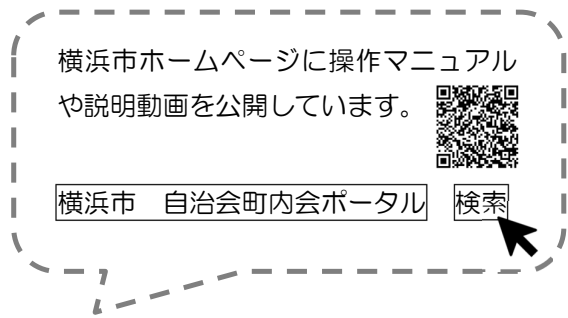 横浜市ホームページに操作マニュアル
や説明動画を公開しています。
横浜市　自治会町内会ポータル　検索